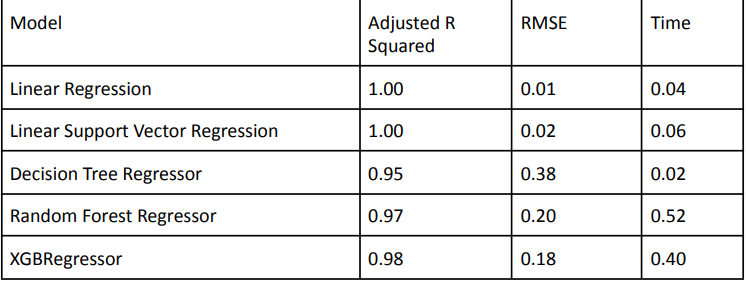 Model Adjusted R Squared RMSE Time
Linear Regression 1.00 0.01 0.04
Linear Support Vector Regression 1.00 0.02 0.06
Decision Tree Regressor 0.95 0.38 0.02
Random Forest Regressor 0.97 0.20 0.52
XGBRegressor 0.98 0.18 0.40